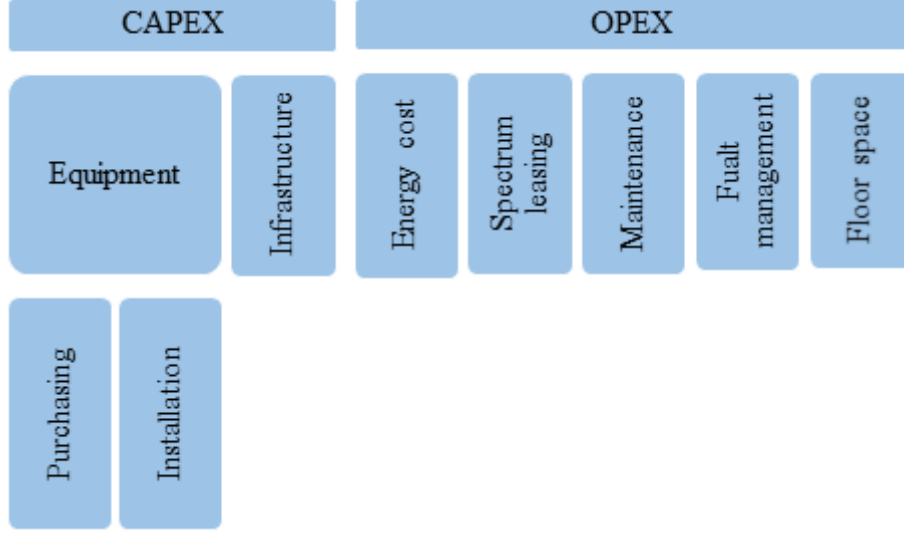 CAPEX
OPEX
Equipment
Infrastructure
Energy cost
Spectrum
leasing
Maintenance
Fualt
management
Floor space
Purchasing
Installation